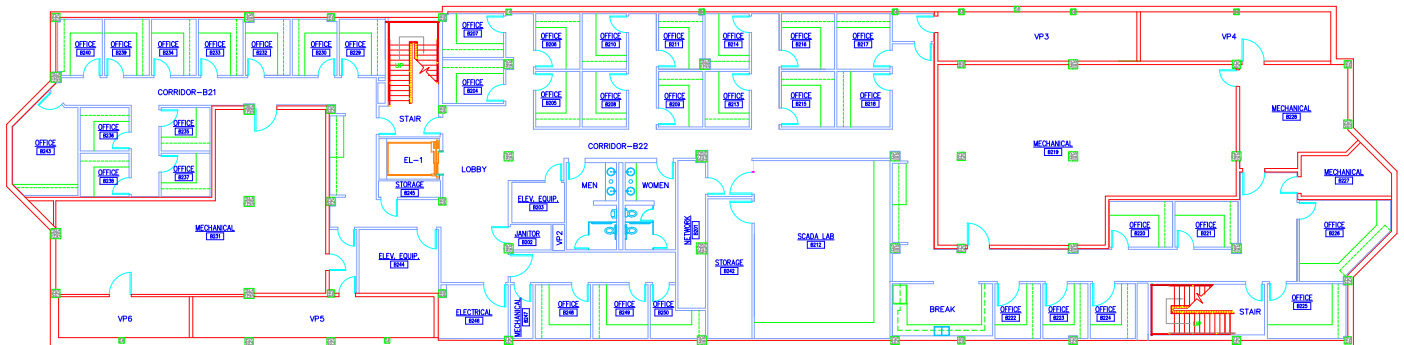 OFFICE
B240
OFFICE
B239
OFFICE
B234
OFFICE
B233
OFFICE
B232
OFFICE
B230
OFFICE
B229
UP
OFFICE
B207
OFFICE
B206
OFFICE
B210
OFFICE
B211
OFFICE
B214
OFFICE
B216
OFFICE
B217
VP3
VP4
CORRIDOR-B21
OFFICE
B204
OFFICE
B205
OFFICE
B208
OFFICE
B209
OFFICE
B213
OFFICE
B215
OFFICE
B218
MECHANICAL
B228
STAIR
OFFICE
B243
OFFICE
B236
OFFICE
B235
OFFICE
B238
OFFICE
B237
EL-1
LOBBY
CORRIDOR-B22
MECHANICAL
B219
MECHANICAL
B227
STORAGE
B245
MEN
WOMEN
ELEV. EQUIP.
B203
MECHANICAL
B231
JANITOR
B202
VP2
NETWORK
B201
SCADA LAB
B212
OFFICE
B220
OFFICE
B221
OFFICE
B226
ELEV. EQUIP.
B244
STORAGE
B242
VP6
VP5
ELECTRICAL
B246
MECHANICAL
B247
OFFICE
B248
OFFICE
B249
OFFICE
B250
BREAK
OFFICE
B222
OFFICE
B223
OFFICE
B224
UP
STAIR
OFFICE
B225